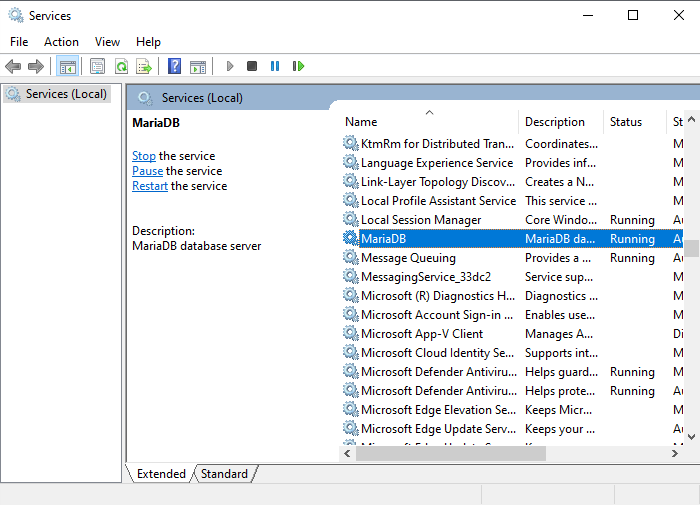 Services
File Action View Help
Services (Local)
Services (Local)
MariaDB
Stop the service
Pause the service
Restart the service
Description:
MariaDB database server
Name Description Status St
KtmRm for Distributed Tran... Coordinates... M
Language Experience Service Provides inf... M
Link-Layer Topology Discov... Creates a N... M
Local Profile Assistant Service This service ... M
Local Session Manager Core Windo... Running Au
MariaDB MariaDB da... Running Au
Message Queuing Provides a ... Running Au
MessagingService_33dc2 Service sup... M
Microsoft (R) Diagnostics H... Diagnostics ... M
Microsoft Account Sign-in ... Enables use... M
Microsoft App-V Client Manages A... Di
Microsoft Cloud Identity Se... Supports int... M
Microsoft Defender Antiviru... Helps guard... Running M
Microsoft Defender Antiviru... Helps prote... Running Au
Microsoft Edge Elevation Se... Keeps Micr... M
Microsoft Edge Update Serv... Keeps your ... Au
Extended Standard